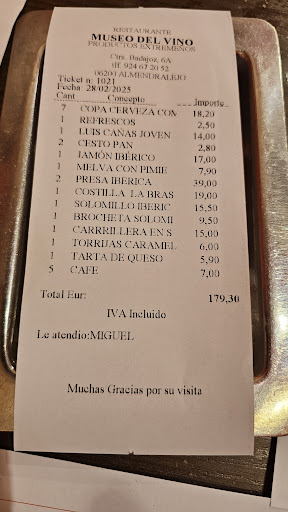 RESTAURANTE
MUSEO DEL VINO
PRODUCTOS EXTREMEÑOS
Ctra. Badajoz, 6A
tlf. 924 67 20 52
06200 ALMENDRALEJO
Ticket n: 1021
Fecha: 28/02/2025
Cant Concepto Importe
7 COPA CERVEZA CON 18,20
1 REFRESCOS 2,50
1 LUIS CAÑAS JOVEN 14,00
2 CESTO PAN 2,80
1 JAMÓN IBÉRICO 17,00
1 MELVA CON PIMIE 7,90
2 PRESA IBÉRICA 39,00
1 COSTILLA LA BRAS 19,00
1 SOLOMILLO IBERIC 15,50
1 BROCHETA SOLOMI 9,50
1 CARRRILLERA EN S 15,00
1 TORRIJAS CARAMEL 6,00
1 TARTA DE QUESO 5,90
5 CAFE 7,00
Total Eur: 179,30
IVA Incluido
Le atendio:MIGUEL
Muchas Gracias por su visita